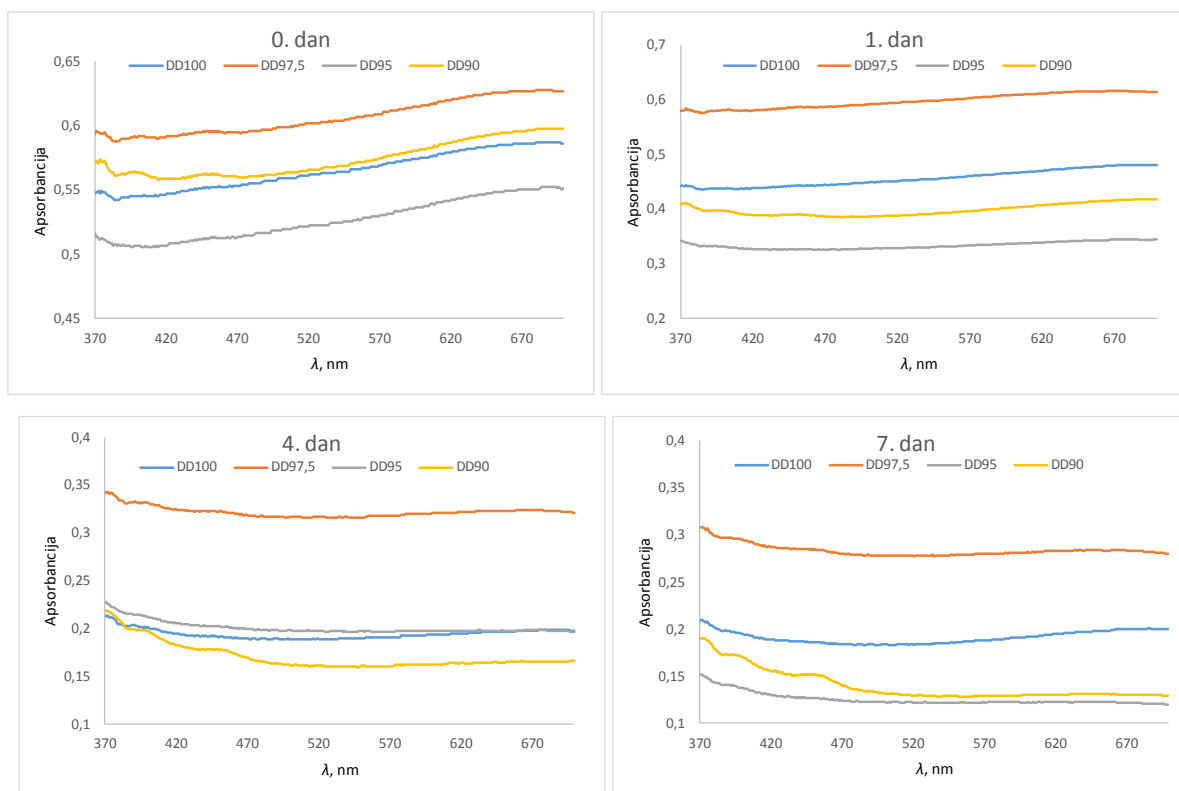 0. dan
DD100 DD97,5 DD95 DD90
0,65
0,6
0,55
0,5
0,45
Apsorbancija
370 420 470 520 570 620 670
λ, nm
1. dan
DD100 DD97,5 DD95 DD90
0,7
0,6
0,5
0,4
0,3
0,2
Apsorbancija
370 420 470 520 570 620 670
λ, nm
4. dan
DD100 DD97,5 DD95 DD90
0,4
0,35
0,3
0,25
0,2
0,15
0,1
Apsorbancija
370 420 470 520 570 620 670
λ, nm
7. dan
DD100 DD97,5 DD95 DD90
0,4
0,35
0,3
0,25
0,2
0,15
0,1
Apsorbancija
370 420 470 520 570 620 670
λ, nm